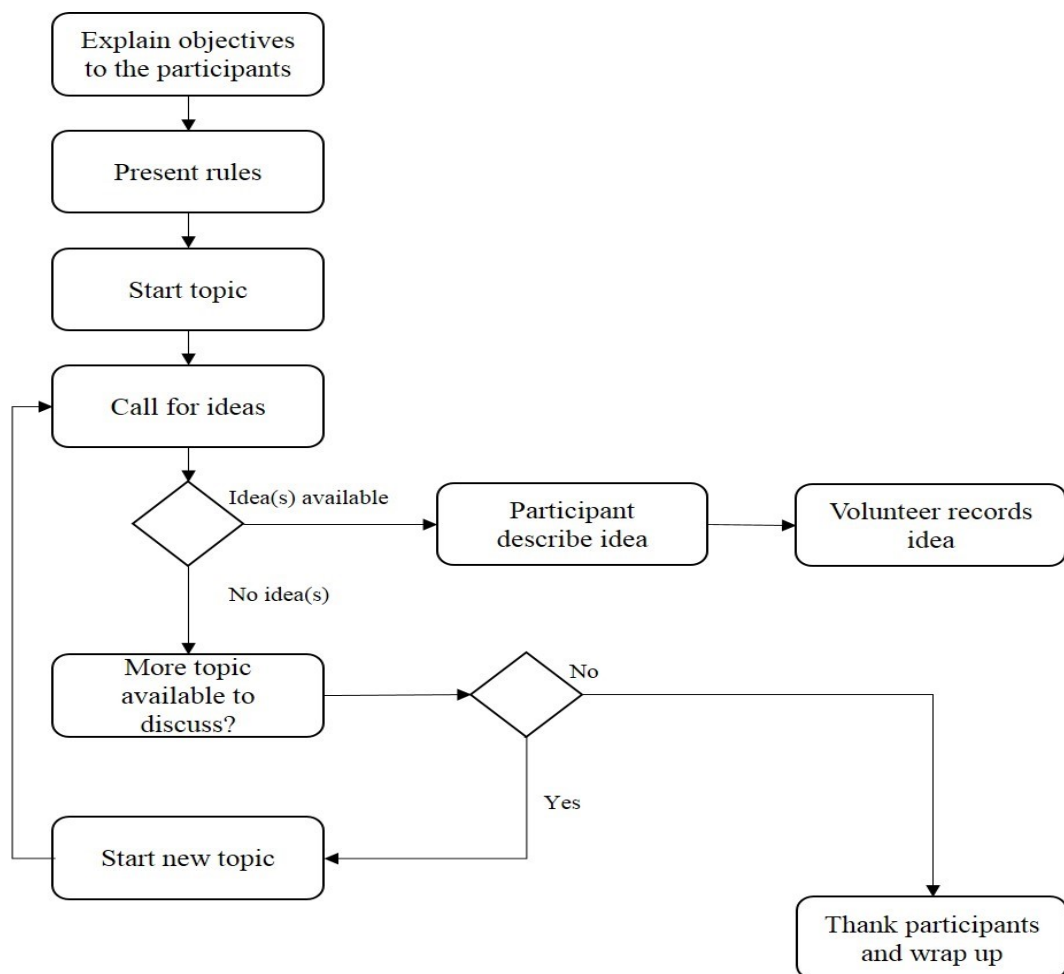 Explain objectives
to the participants
Present rules
Start topic
Call for ideas
Idea(s) available
Participant
describe idea
Volunteer records
idea
No idea(s)
More topic
available to
discuss?
No
Yes
Start new topic
Thank participants
and wrap up